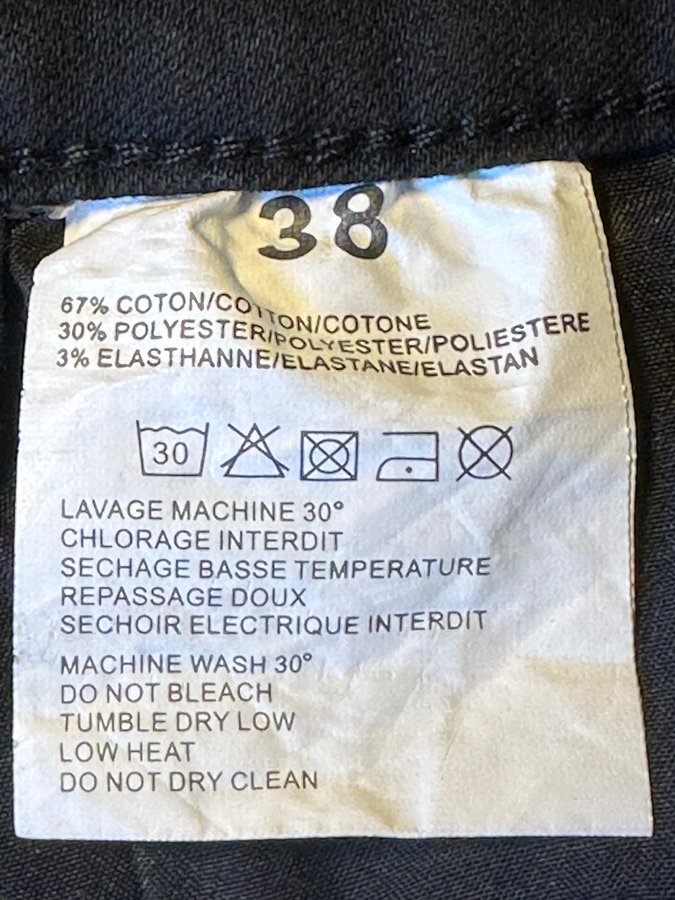 38
67% COTON/COTTON/COTONE
30% POLYESTER/POLYESTER/POLIESTERE
3% ELASTHANNE/ELASTANE/ELASTAN
30
LAVAGE MACHINE 30°
CHLORAGE INTERDIT
SECHAGE BASSE TEMPERATURE
REPASSAGE DOUX
SECHOIR ELECTRIQUE INTERDIT
MACHINE WASH 30°
DO NOT BLEACH
TUMBLE DRY LOW
LOW HEAT
DO NOT DRY CLEAN